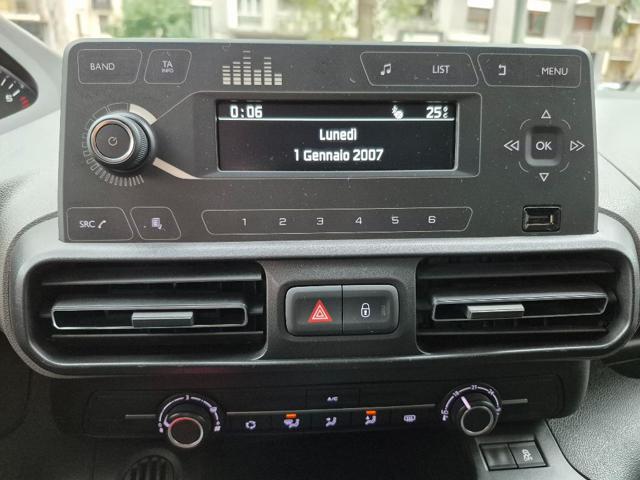 BAND
TA
INFO
LIST
MENU
0:06
25°C
Lunedì
1 Gennaio 2007
OK
SRC
1 2 3 4 5 6
A/C
OFF